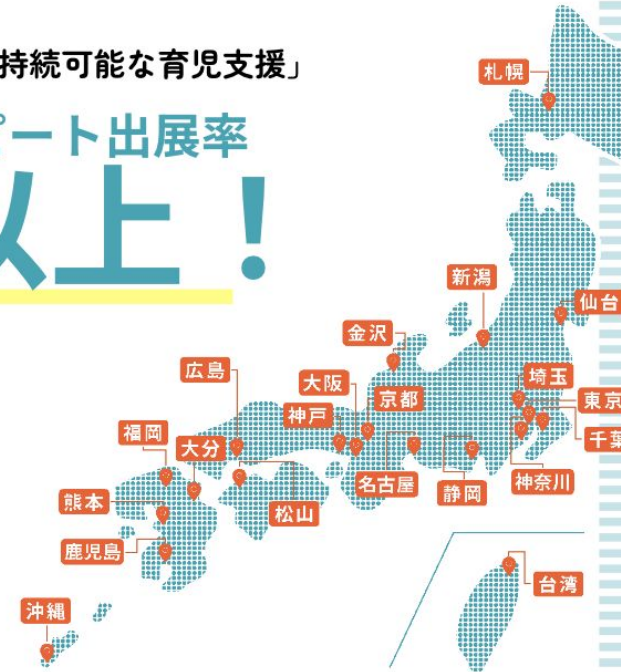 持続可能な育児支援」
ート出展率
以上！
札幌
新潟
仙台
金沢
広島
大阪
京都
埼玉
東京
神戸
千葉
福岡
大分
名古屋
静岡
神奈川
熊本
松山
鹿児島
台湾
沖縄